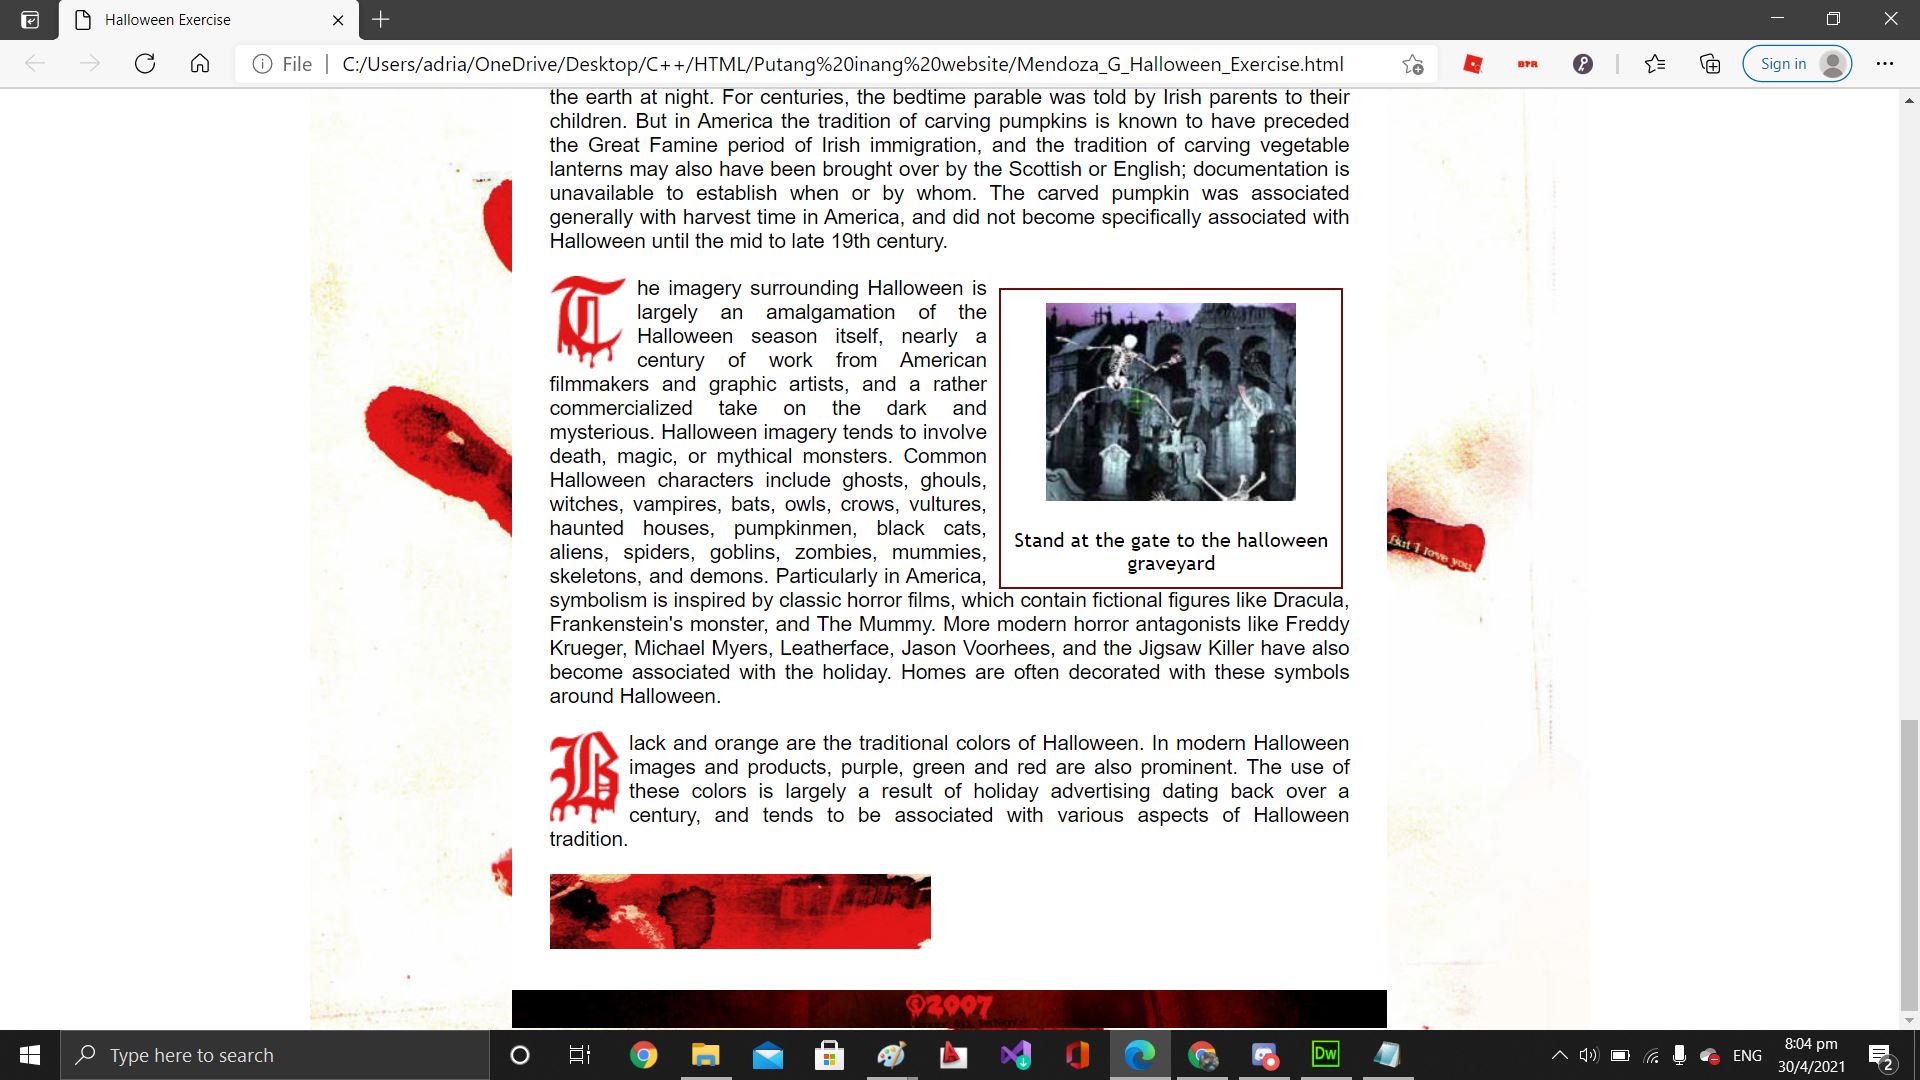 Halloween Exercise
File
C:/Users/adria/OneDrive/Desktop/C++/HTML/Putang%20inang%20website/Mendoza_G_Halloween_Exercise.html
BTR
Sign in
the earth at night. For centuries, the bedtime parable was told by Irish parents to their
children. But in America the tradition of carving pumpkins is known to have preceded
the Great Famine period of Irish immigration, and the tradition of carving vegetable
lanterns may also have been brought over by the Scottish or English; documentation is
unavailable to establish when or by whom. The carved pumpkin was associated
generally with harvest time in America, and did not become specifically associated with
Halloween until the mid to late 19th century.
The imagery surrounding Halloween is
largely an amalgamation of the
Halloween season itself, nearly a
century of work from American
filmmakers and graphic artists, and a rather
commercialized take on the dark and
mysterious. Halloween imagery tends to involve
death, magic, or mythical monsters. Common
Halloween characters include ghosts, ghouls,
witches, vampires, bats, owls, crows, vultures,
haunted houses, pumpkinmen, black cats,
aliens, spiders, goblins, zombies, mummies,
skeletons, and demons. Particularly in America,
symbolism is inspired by classic horror films, which contain fictional figures like Dracula,
Frankenstein's monster, and The Mummy. More modern horror antagonists like Freddy
Krueger, Michael Myers, Leatherface, Jason Voorhees, and the Jigsaw Killer have also
become associated with the holiday. Homes are often decorated with these symbols
around Halloween.
Stand at the gate to the halloween
graveyard
But I love you
Black and orange are the traditional colors of Halloween. In modern Halloween
images and products, purple, green and red are also prominent. The use of
these colors is largely a result of holiday advertising dating back over a
century, and tends to be associated with various aspects of Halloween
tradition.
©2007
Type here to search
Dw
ENG
8:04 pm
30/4/2021
2